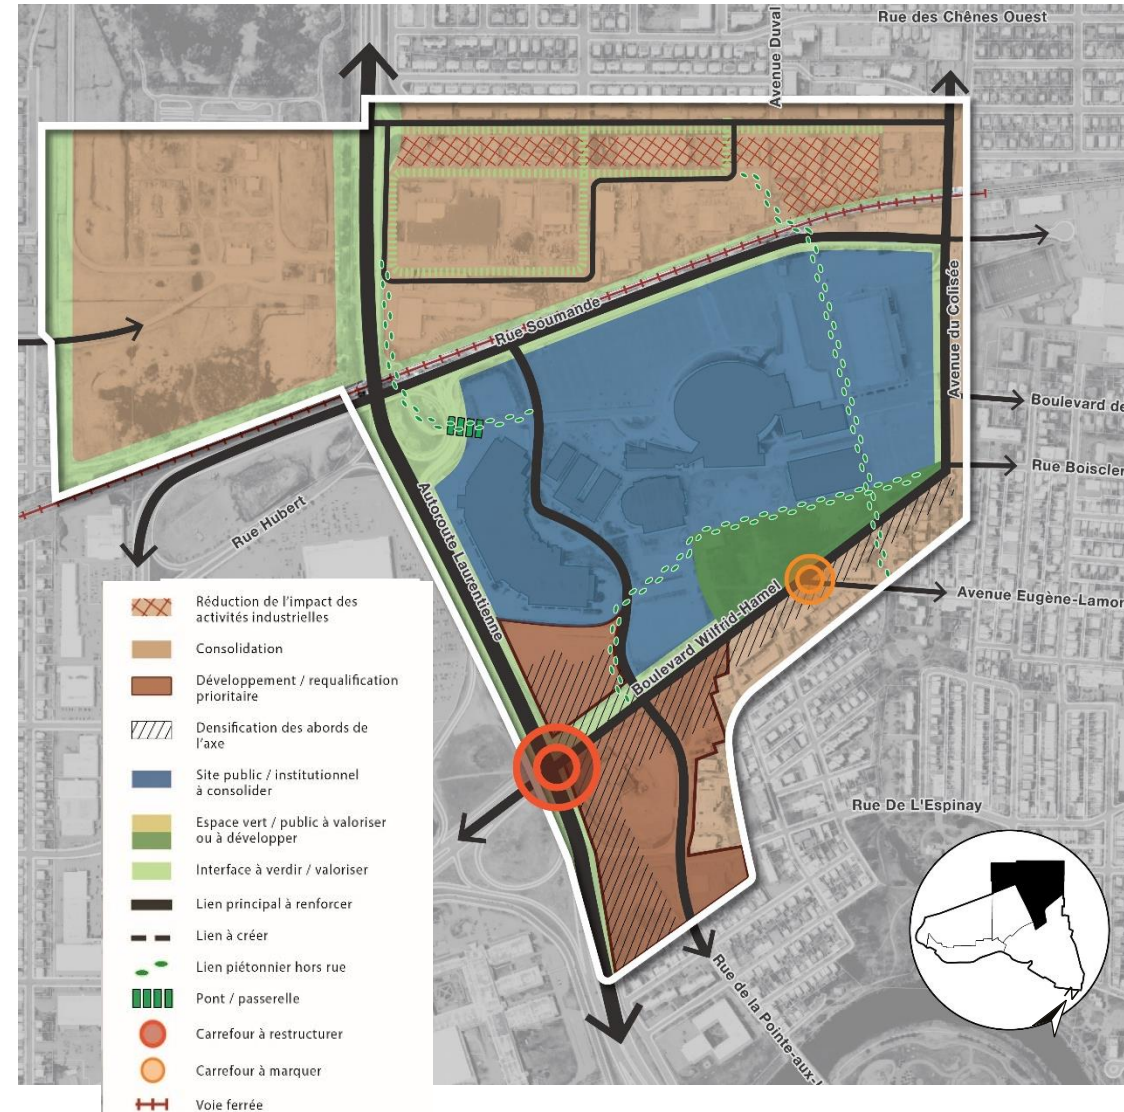 Rue des Chênes Ouest
Avenue Duval
Avenue du Colisée
Rue Soumande
Boulevard de
Rue Boiscler
Autoroute Laurentienne
Rue Hubert
Avenue Eugène-Lamon
Boulevard Wilfrid-Hamel
Rue De L'Espinay
Rue de la Pointe-aux-
Réduction de l'impact des
activités industrielles
Consolidation
Développement / requalification
prioritaire
Densification des abords de
l'axe
Site public / institutionnel
à consolider
Espace vert / public à valoriser
ou à développer
Interface à verdir / valoriser
Lien principal à renforcer
Lien à créer
Lien piétonnier hors rue
Pont / passerelle
Carrefour à restructurer
Carrefour à marquer
Voie ferrée